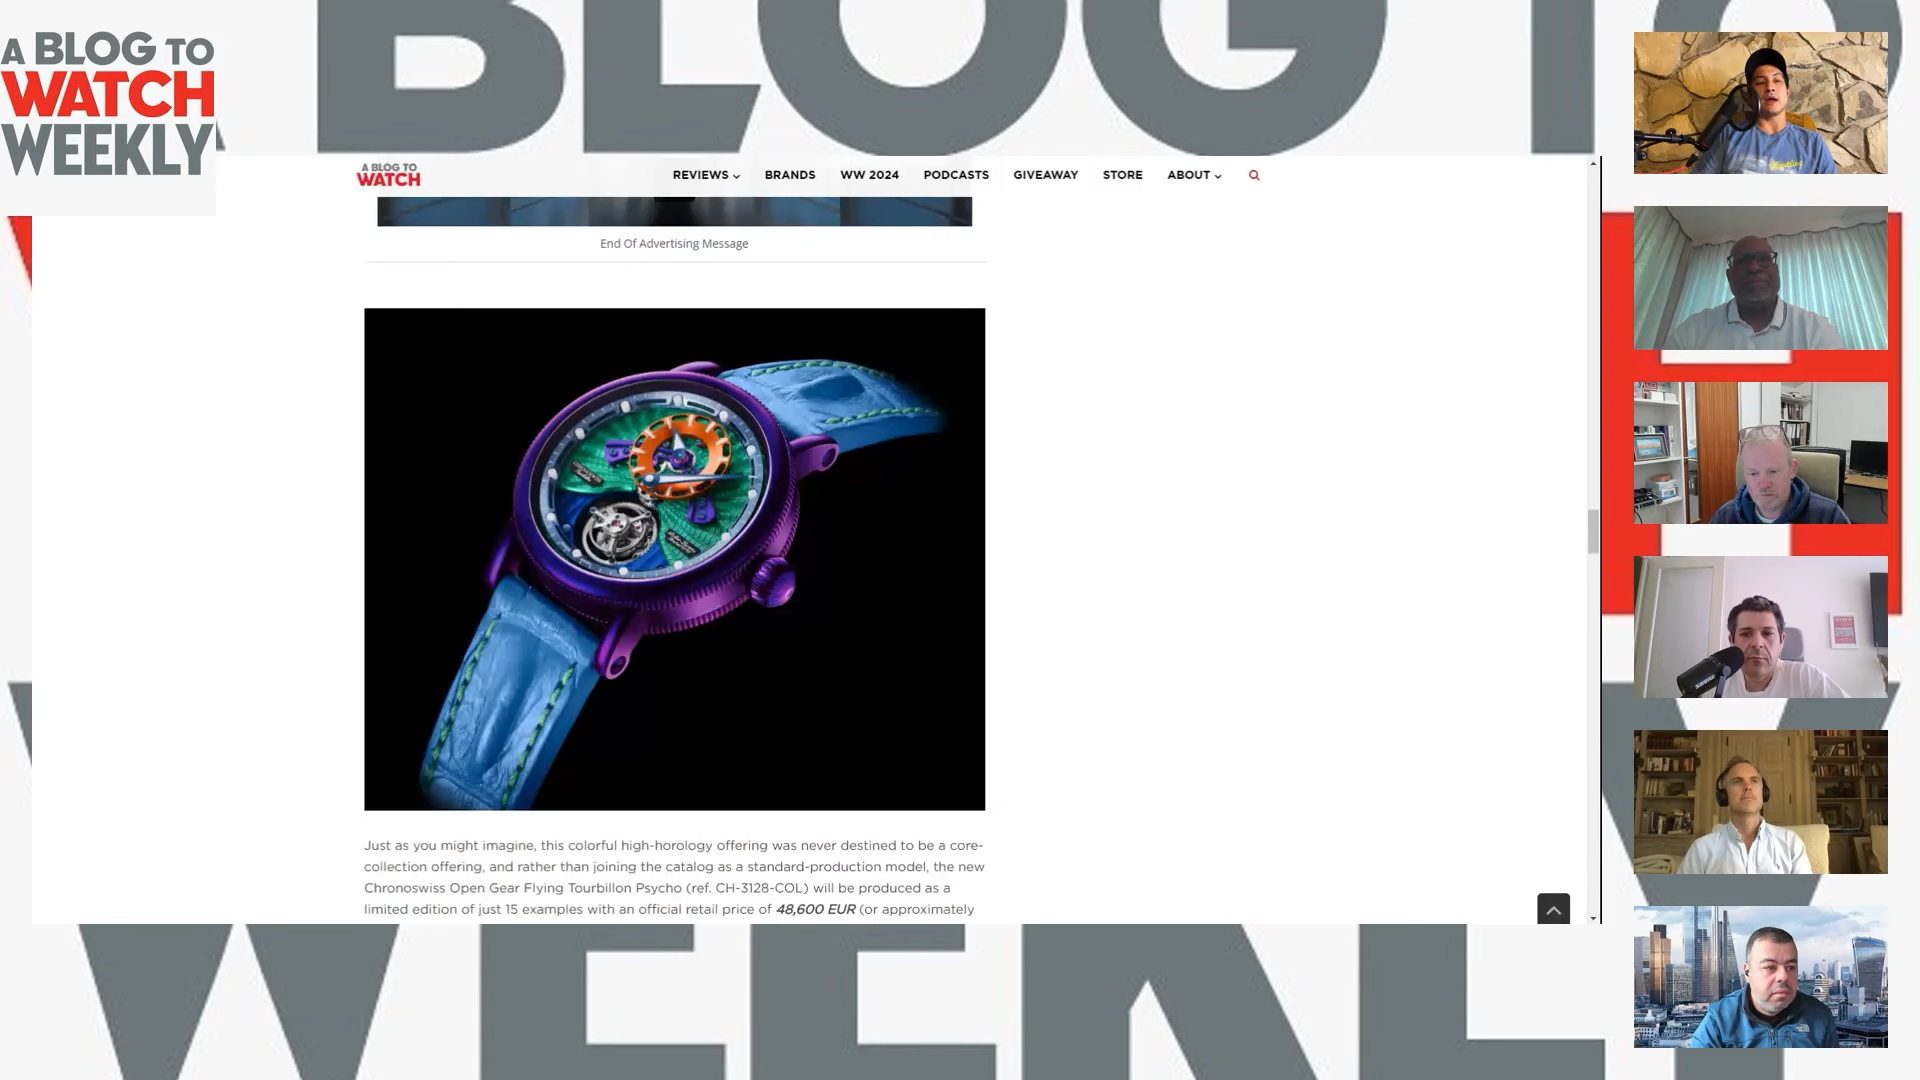 A BLOG TO
WATCH
WEEKLY
BLOG TO
A BLOG TO
WATCH
REVIEWS
BRANDS
WW 2024
PODCASTS
GIVEAWAY
STORE
ABOUT
End Of Advertising Message
Just as you might imagine, this colorful high-horology offering was never destined to be a core-
collection offering, and rather than joining the catalog as a standard-production model, the new
Chronoswiss Open Gear Flying Tourbillon Psycho (ref. CH-3128-COL) will be produced as a
limited edition of just 15 examples with an official retail price of 48,600 EUR (or approximately
SHURE
WEEKL